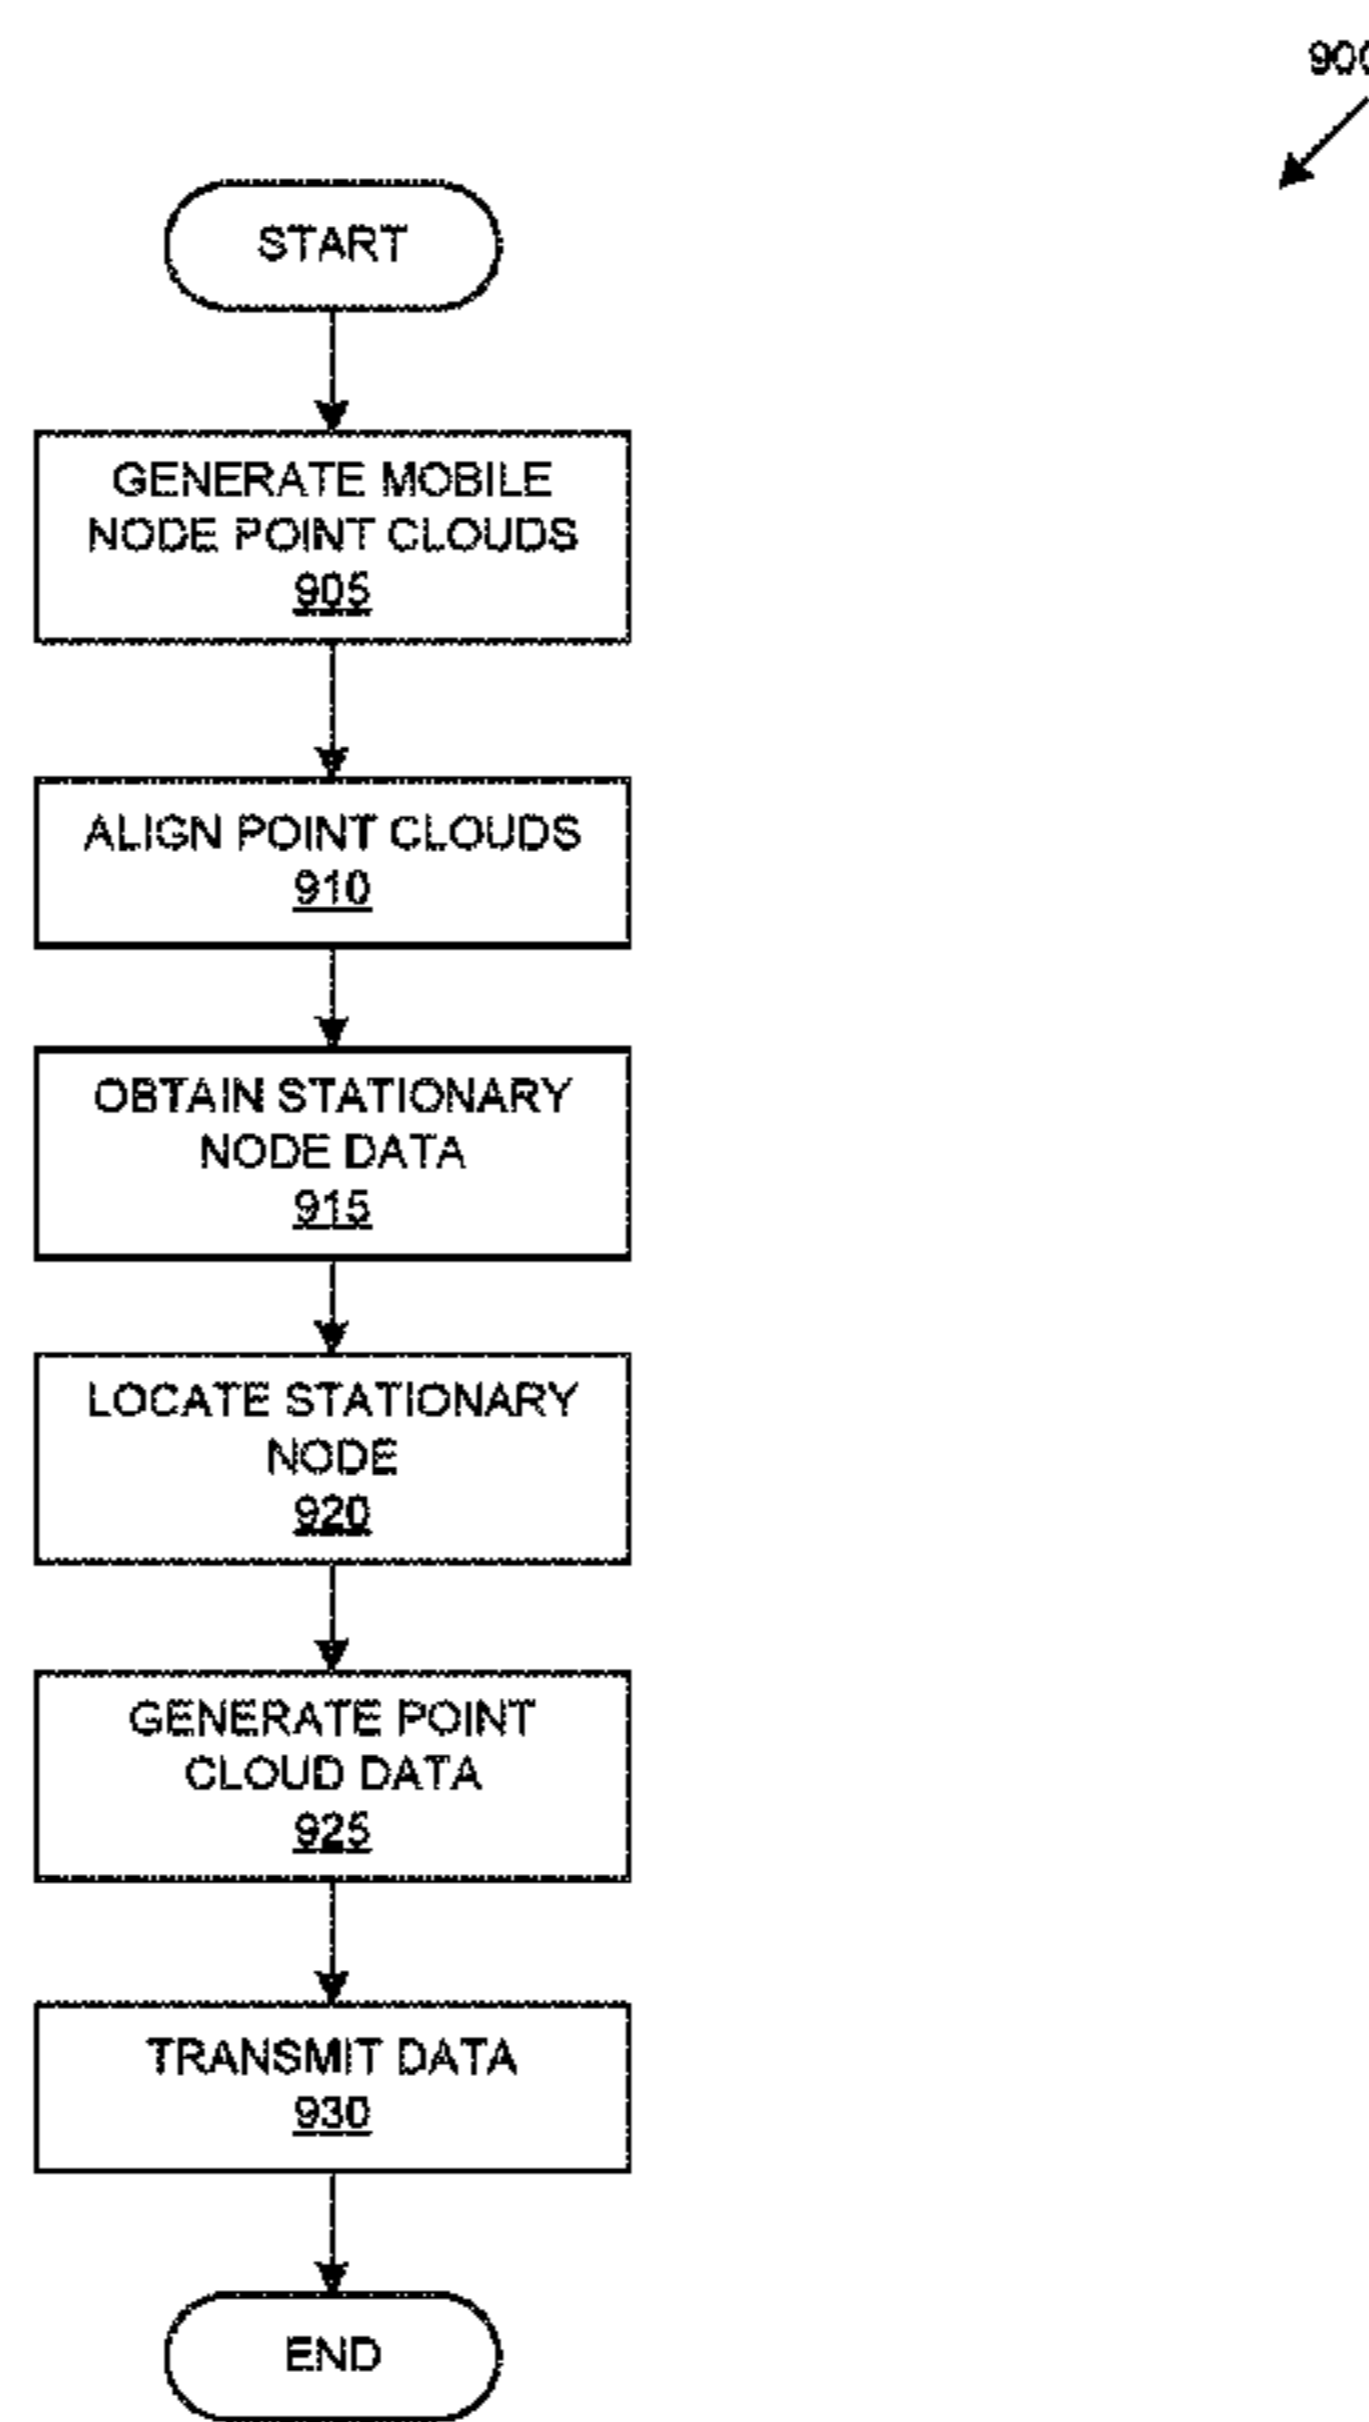 900
START
GENERATE MOBILE
NODE POINT CLOUDS
905
ALIGN POINT CLOUDS
910
OBTAIN STATIONARY
NODE DATA
915
LOCATE STATIONARY
NODE
920
GENERATE POINT
CLOUD DATA
925
TRANSMIT DATA
930
END